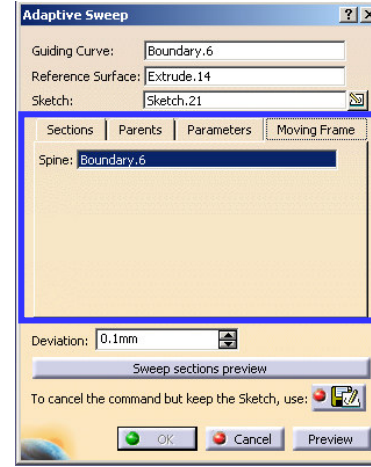 Adaptive Sweep
Guiding Curve: Boundary.6
Reference Surface: Extrude.14
Sketch: Sketch.21
Sections Parents Parameters Moving Frame
Spine: Boundary.6
Deviation: 0.1mm
Sweep sections preview
To cancel the command but keep the Sketch, use:
OK Cancel Preview